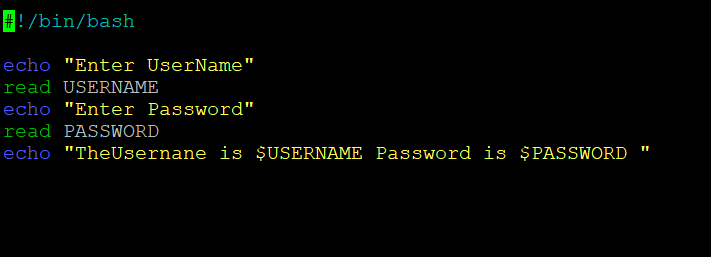 #!/bin/bash
echo "Enter UserName"
read USERNAME
echo "Enter Password"
read PASSWORD
echo "TheUsernane is $USERNAME Password is $PASSWORD "